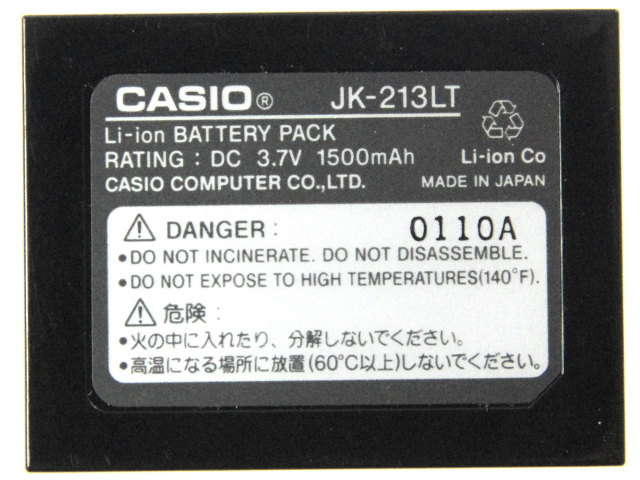 CASIO® JK-213LT
Li-ion BATTERY PACK
RATING : DC 3.7V 1500mAh Li-ion Co
CASIO COMPUTER CO.,LTD. MADE IN JAPAN
DANGER : 0110A
•DO NOT INCINERATE. DO NOT DISASSEMBLE.
•DO NOT EXPOSE TO HIGH TEMPERATURES(140°F).
危険 :
•火の中に入れたり、分解しないでください。
•高温になる場所に放置(60°C以上)しないでください。